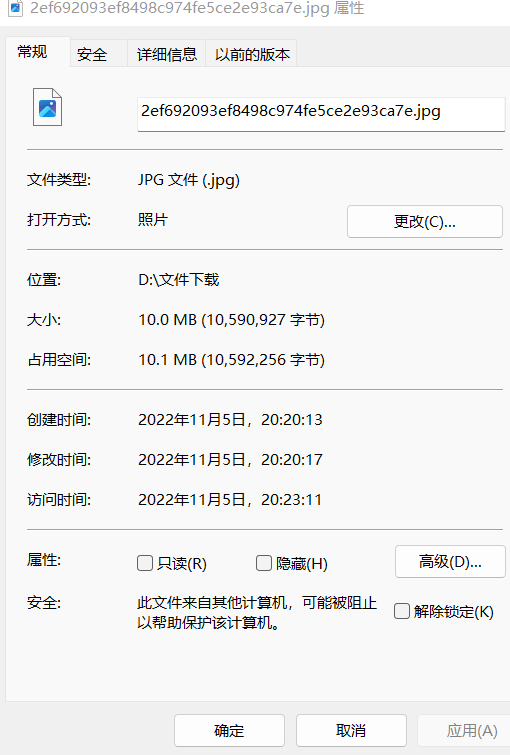 2ef692093ef8498c974fe5ce2e93ca7e.jpg 属性
常规 安全 详细信息 以前的版本
2ef692093ef8498c974fe5ce2e93ca7e.jpg
文件类型: JPG 文件 (.jpg)
打开方式: 照片 更改(C)...
位置: D:\文件下载
大小: 10.0 MB (10,590,927 字节)
占用空间: 10.1 MB (10,592,256 字节)
创建时间: 2022年11月5日，20:20:13
修改时间: 2022年11月5日，20:20:17
访问时间: 2022年11月5日，20:23:11
属性: 只读(R) 隐藏(H) 高级(D)...
安全: 此文件来自其他计算机，可能被阻止
以帮助保护该计算机。 解除锁定(K)
确定 取消 应用(A)